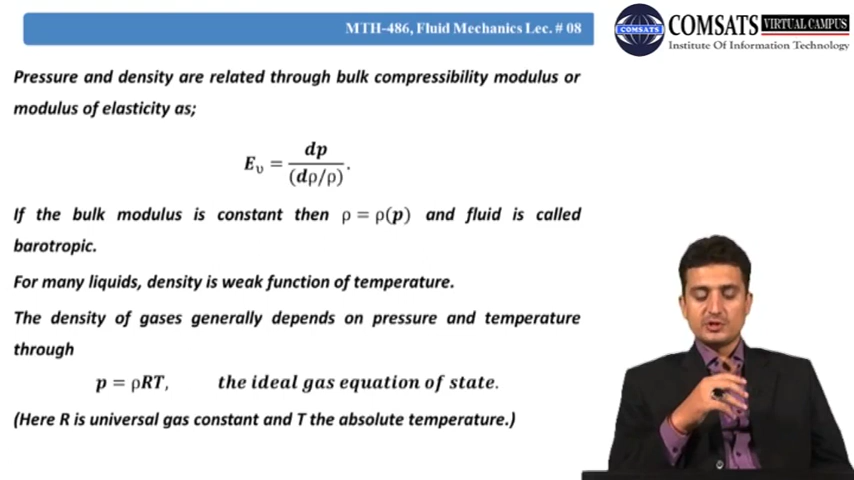 MTH-486, Fluid Mechanics Lec. # 08
COMSATS
COMSATS VIRTUAL CAMPUS
Institute Of Information Technology
Pressure and density are related through bulk compressibility modulus or
modulus of elasticity as;
E_υ = dp / (dρ/ρ).
If the bulk modulus is constant then ρ = ρ(p) and fluid is called
barotropic.
For many liquids, density is weak function of temperature.
The density of gases generally depends on pressure and temperature
through
p = ρRT, the ideal gas equation of state.
(Here R is universal gas constant and T the absolute temperature.)